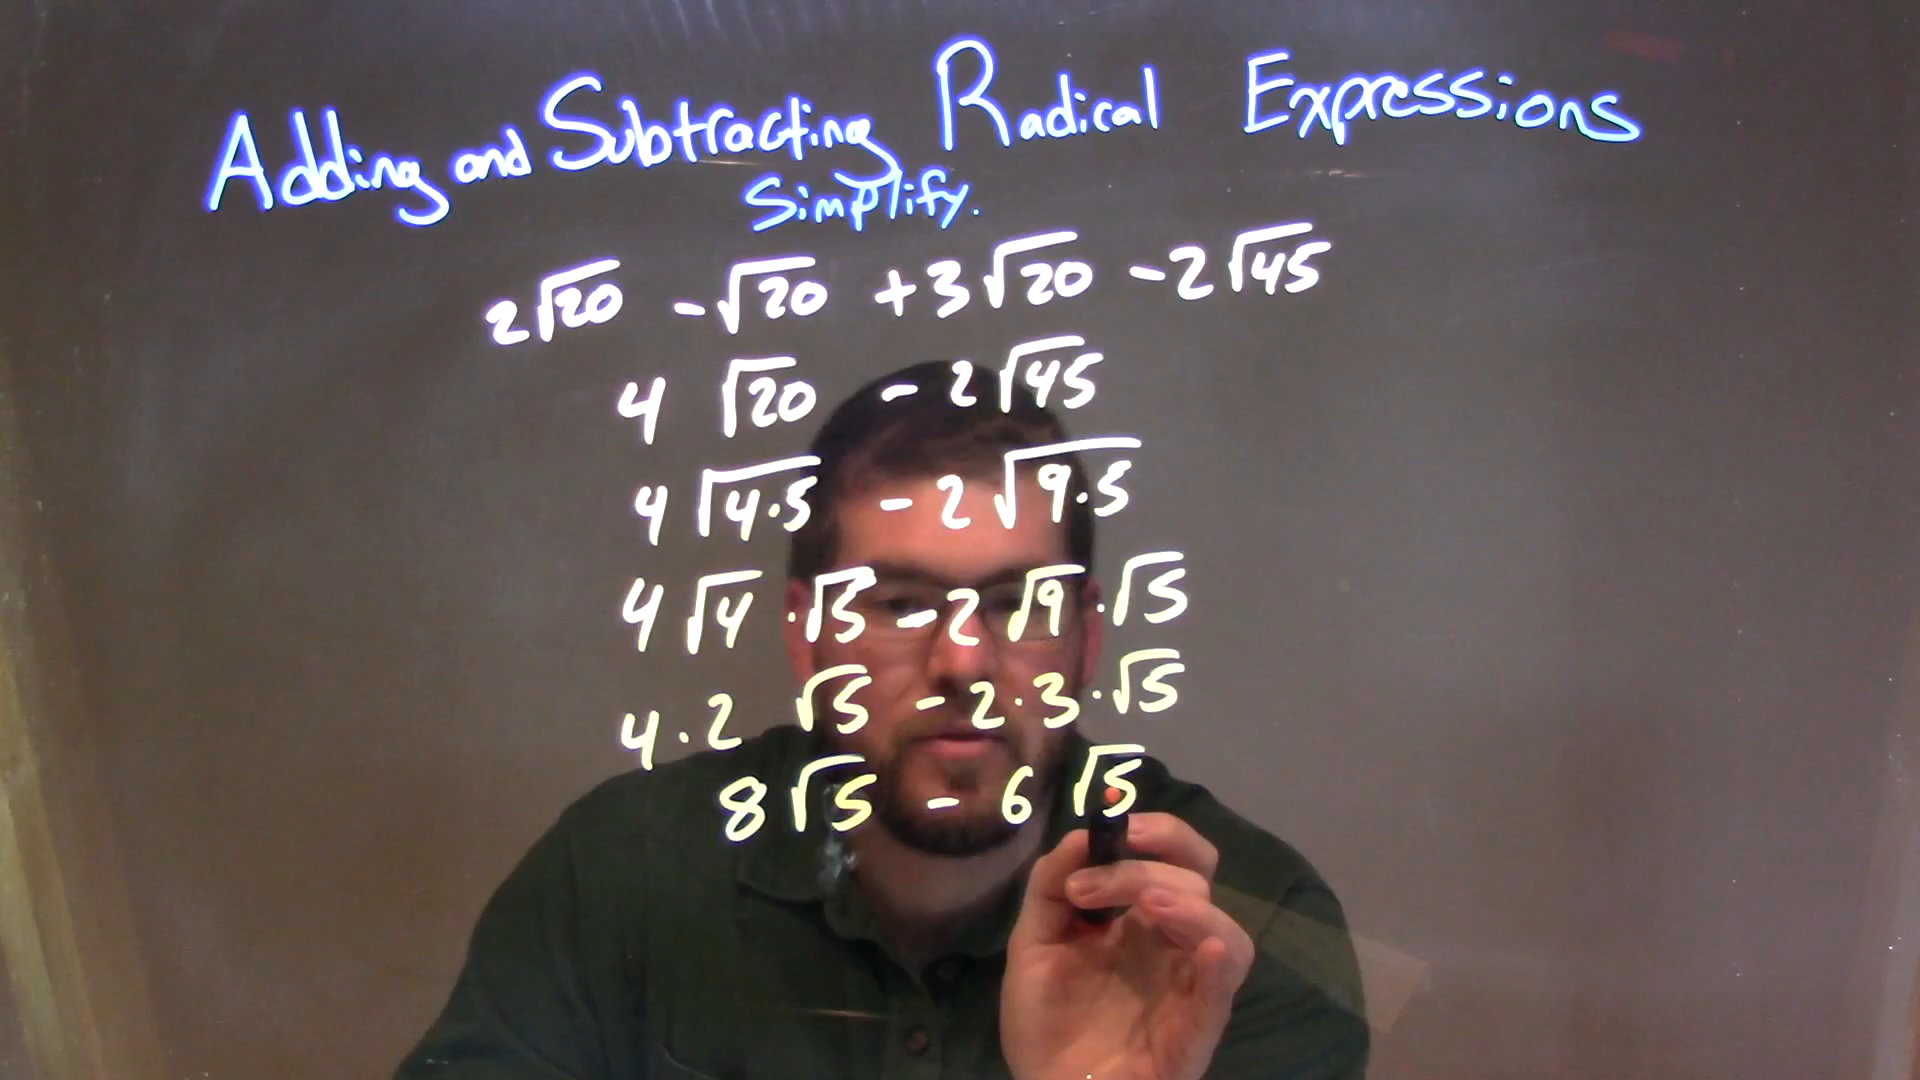 Adding and Subtracting Radical Expressions
Simplify.
2√20 - √20 + 3√20 - 2√45
4 √20 - 2√45
4 √4·5 - 2√9·5
4 √4 · √5 - 2 √9 · √5
4 · 2 √5 - 2 · 3 · √5
8 √5 - 6 √5